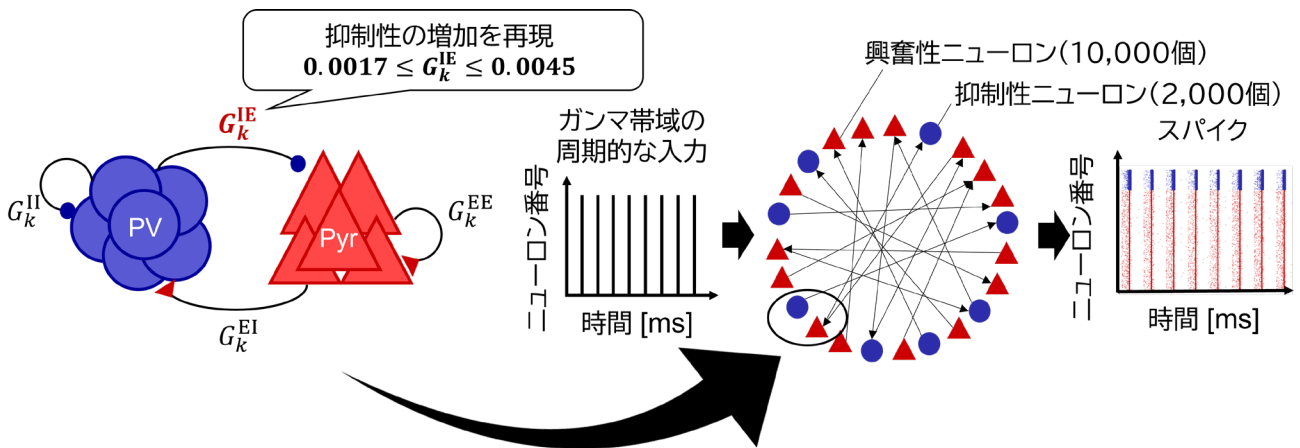 抑制性の増加を再現
0.0017 ≤ G_k^IE ≤ 0.0045
G_k^IE
G_k^II
PV
Pyr
G_k^EE
G_k^EI
ガンマ帯域の
周期的な入力
ニューロン番号
時間 [ms]
興奮性ニューロン(10,000個)
抑制性ニューロン(2,000個)
スパイク
ニューロン番号
時間 [ms]